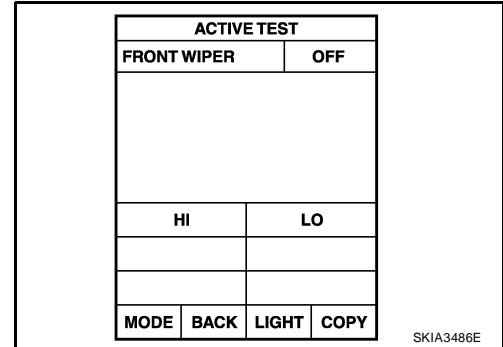 ACTIVE TEST
FRONT WIPER OFF
HI LO
MODE BACK LIGHT COPY
SKIA3486E